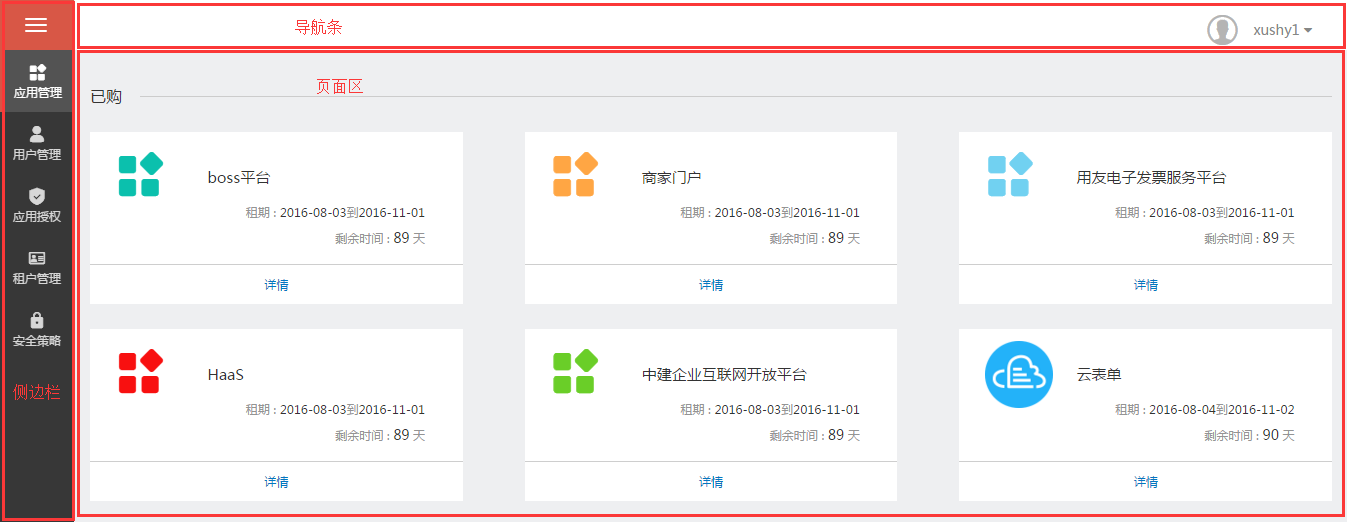 导航条
xushy1
应用管理
用户管理
应用授权
租户管理
安全策略
侧边栏
页面区
已购
boss平台
租期 : 2016-08-03到2016-11-01
剩余时间 : 89 天
详情
商家门户
租期 : 2016-08-03到2016-11-01
剩余时间 : 89 天
详情
用友电子发票服务平台
租期 : 2016-08-03到2016-11-01
剩余时间 : 89 天
详情
HaaS
租期 : 2016-08-03到2016-11-01
剩余时间 : 89 天
详情
中建企业互联网开放平台
租期 : 2016-08-03到2016-11-01
剩余时间 : 89 天
详情
云表单
租期 : 2016-08-04到2016-11-02
剩余时间 : 90 天
详情